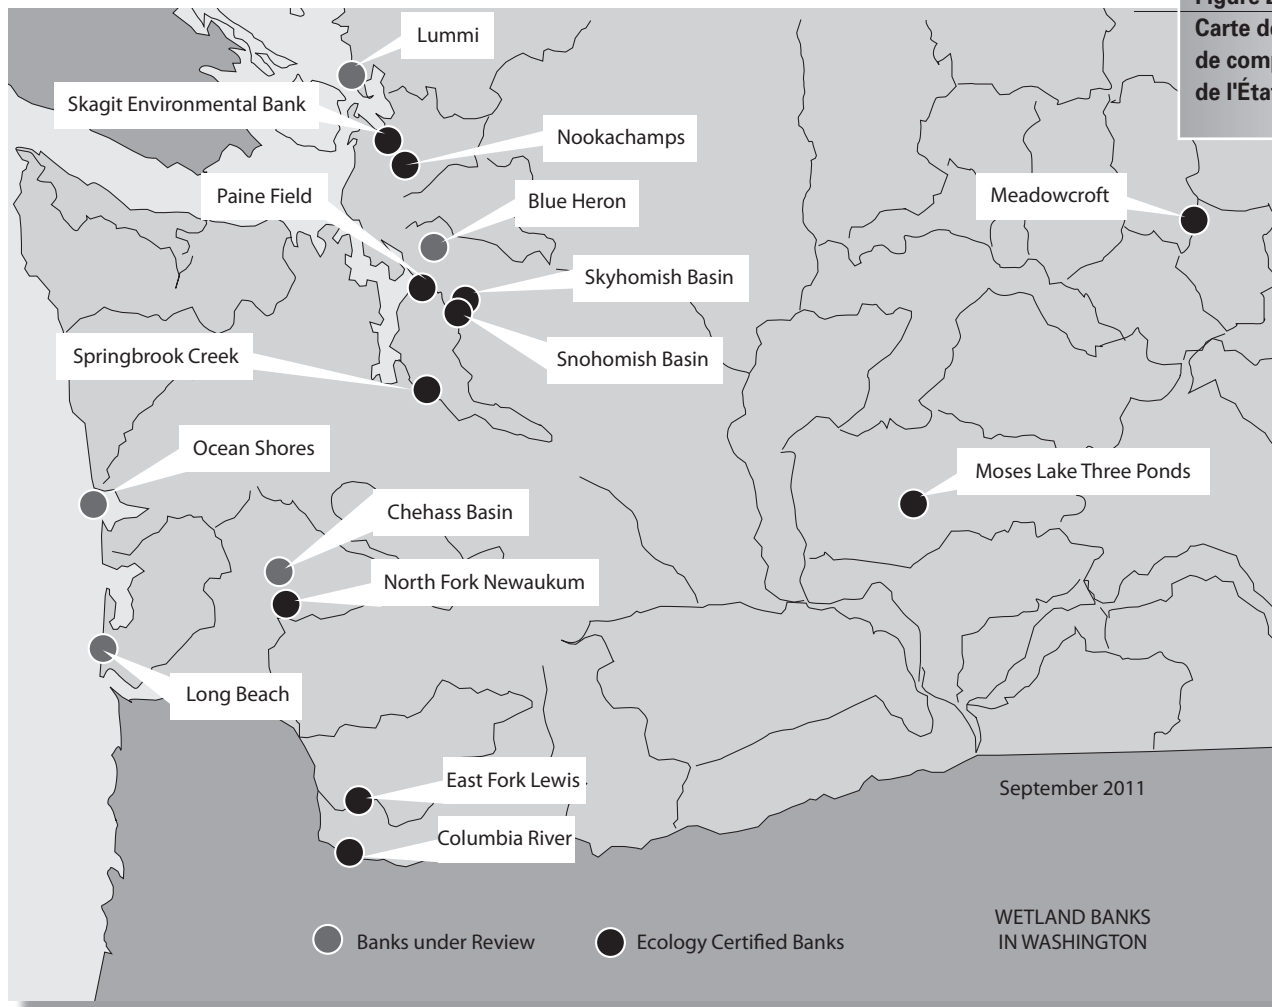 Carte de
de comp
de l'État
Lummi
Skagit Environmental Bank
Nookachamps
Paine Field
Blue Heron
Meadowcroft
Skyhomish Basin
Springbrook Creek
Snohomish Basin
Ocean Shores
Moses Lake Three Ponds
Chehass Basin
North Fork Newaukum
Long Beach
East Fork Lewis
September 2011
Columbia River
WETLAND BANKS
IN WASHINGTON
Banks under Review
Ecology Certified Banks